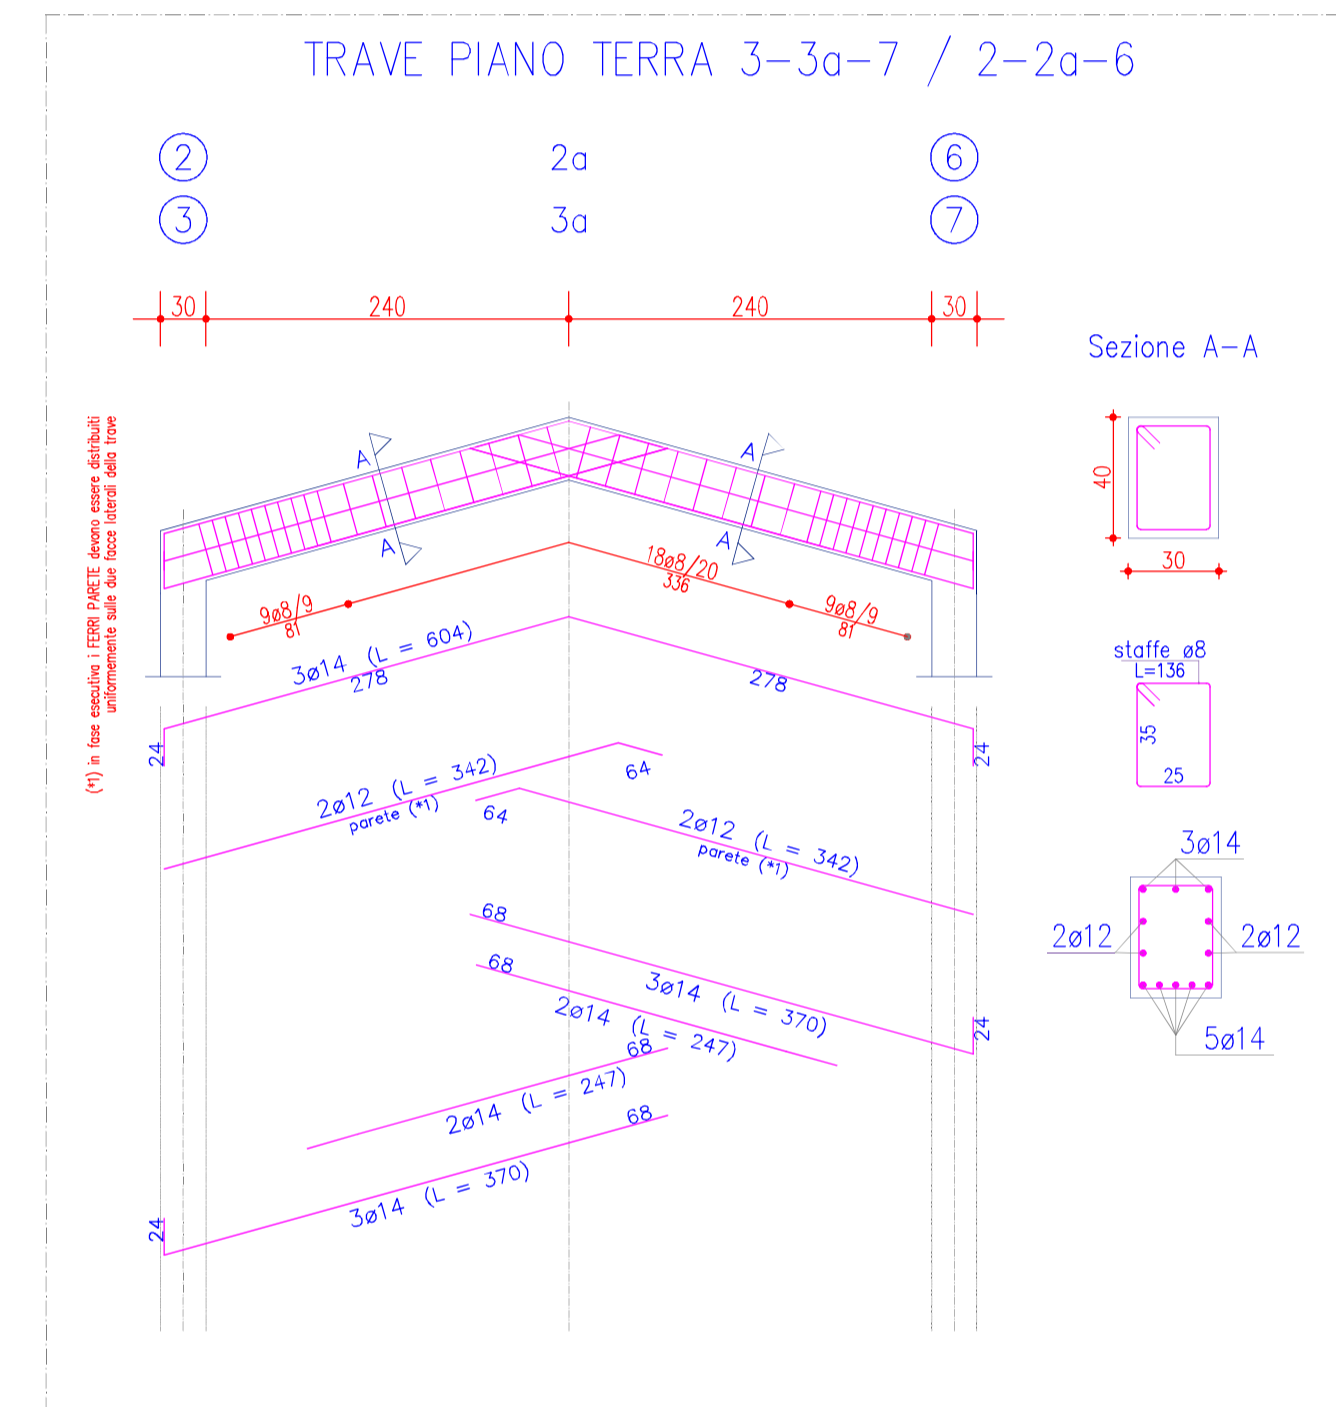 TRAVE PIANO TERRA 3-3a-7 / 2-2a-6
2 2a 6
3 3a 7
30 240 240 30
Sezione A-A
(*1) in fase esecutiva i FERRI PARETE devono essere distribuiti
uniformemente sulle due facce laterali della trave
A A
A A
40
30
18ø8/20
336
9ø8/9
81
9ø8/9
81
3ø14 (L = 604)
278
278
24
24
staffe ø8
L=136
35
25
2ø12 (L = 342)
parete (*1)
64
64
2ø12 (L = 342)
parete (*1)
3ø14
2ø12
2ø12
5ø14
68
3ø14 (L = 370)
24
68
2ø14 (L = 247)
68
2ø14 (L = 247)
68
3ø14 (L = 370)
24